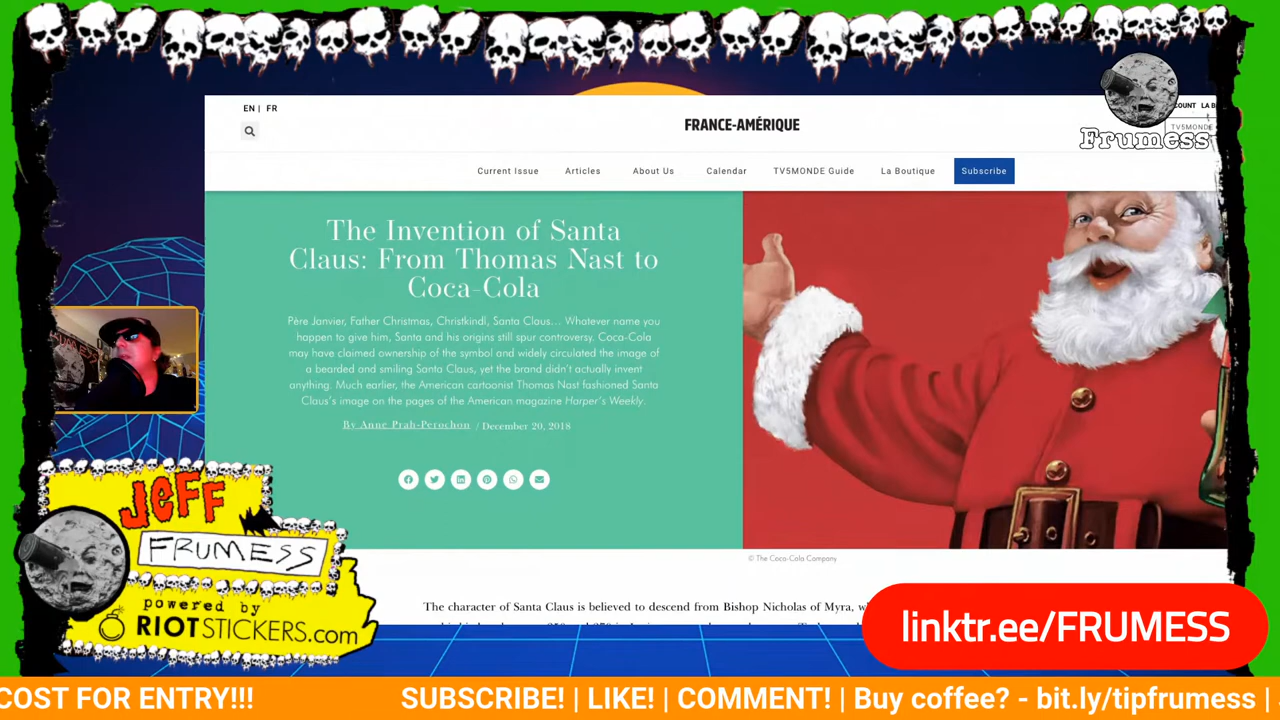 EN | FR
FRANCE-AMÉRIQUE
COUNT LA B
TV5MONDE
Frumess
Current Issue Articles About Us Calendar TV5MONDE Guide La Boutique Subscribe
The Invention of Santa
Claus: From Thomas Nast to
Coca-Cola
Père Janvier, Father Christmas, Christkindl, Santa Claus... Whatever name you
happen to give him, Santa and his origins still spur controversy. Coca-Cola
may have claimed ownership of the symbol and widely circulated the image of
a bearded and smiling Santa Claus, yet the brand didn't actually invent
anything. Much earlier, the American cartoonist Thomas Nast fashioned Santa
Claus's image on the pages of the American magazine Harper's Weekly.
By Anne Prah-Perochon / December 20, 2018
© The Coca-Cola Company
The character of Santa Claus is believed to descend from Bishop Nicholas of Myra,
JEFF
FRUMESS
powered by
RIOTSTICKERS.com
linktr.ee/FRUMESS
COST FOR ENTRY!!! SUBSCRIBE! | LIKE! | COMMENT! | Buy coffee? - bit.ly/tipfrumess |